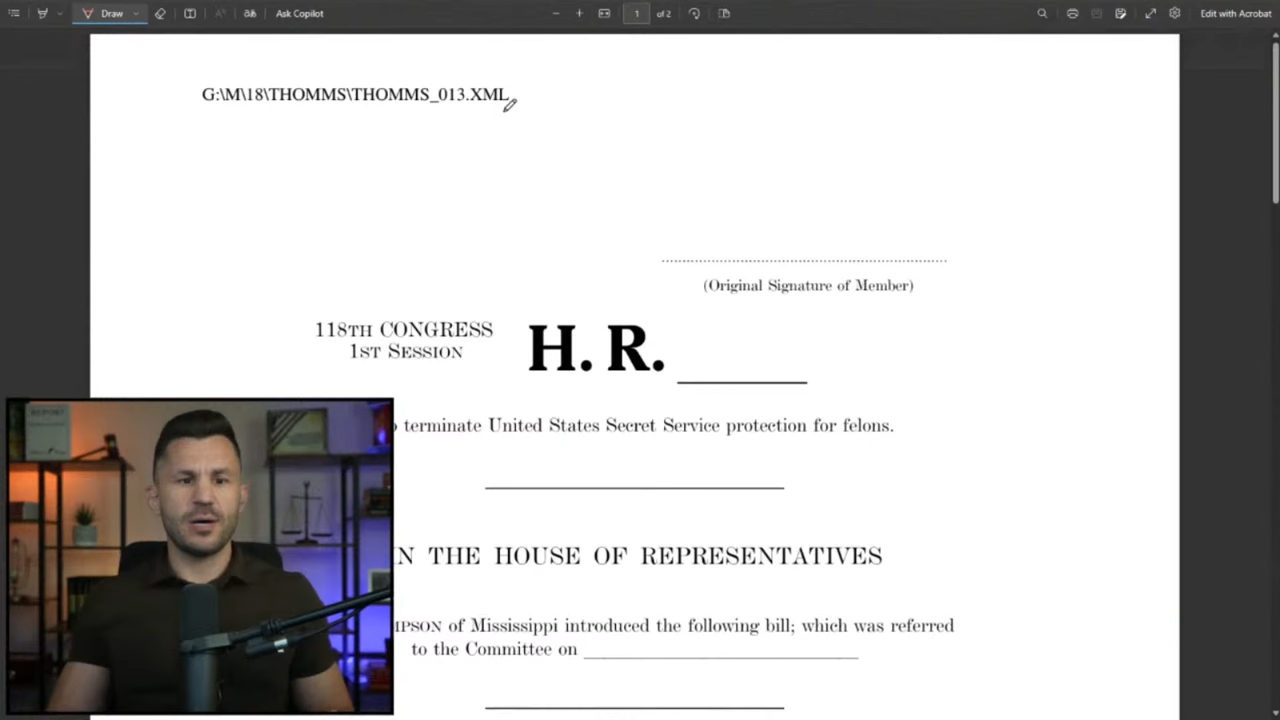 Draw
Ask Copilot
1 of 2
Edit with Acrobat
G:\M\18\THOMMS\THOMMS_013.XML
(Original Signature of Member)
118TH CONGRESS
1ST SESSION
H. R.
terminate United States Secret Service protection for felons.
IN THE HOUSE OF REPRESENTATIVES
MPSON of Mississippi introduced the following bill; which was referred
to the Committee on
REPORT